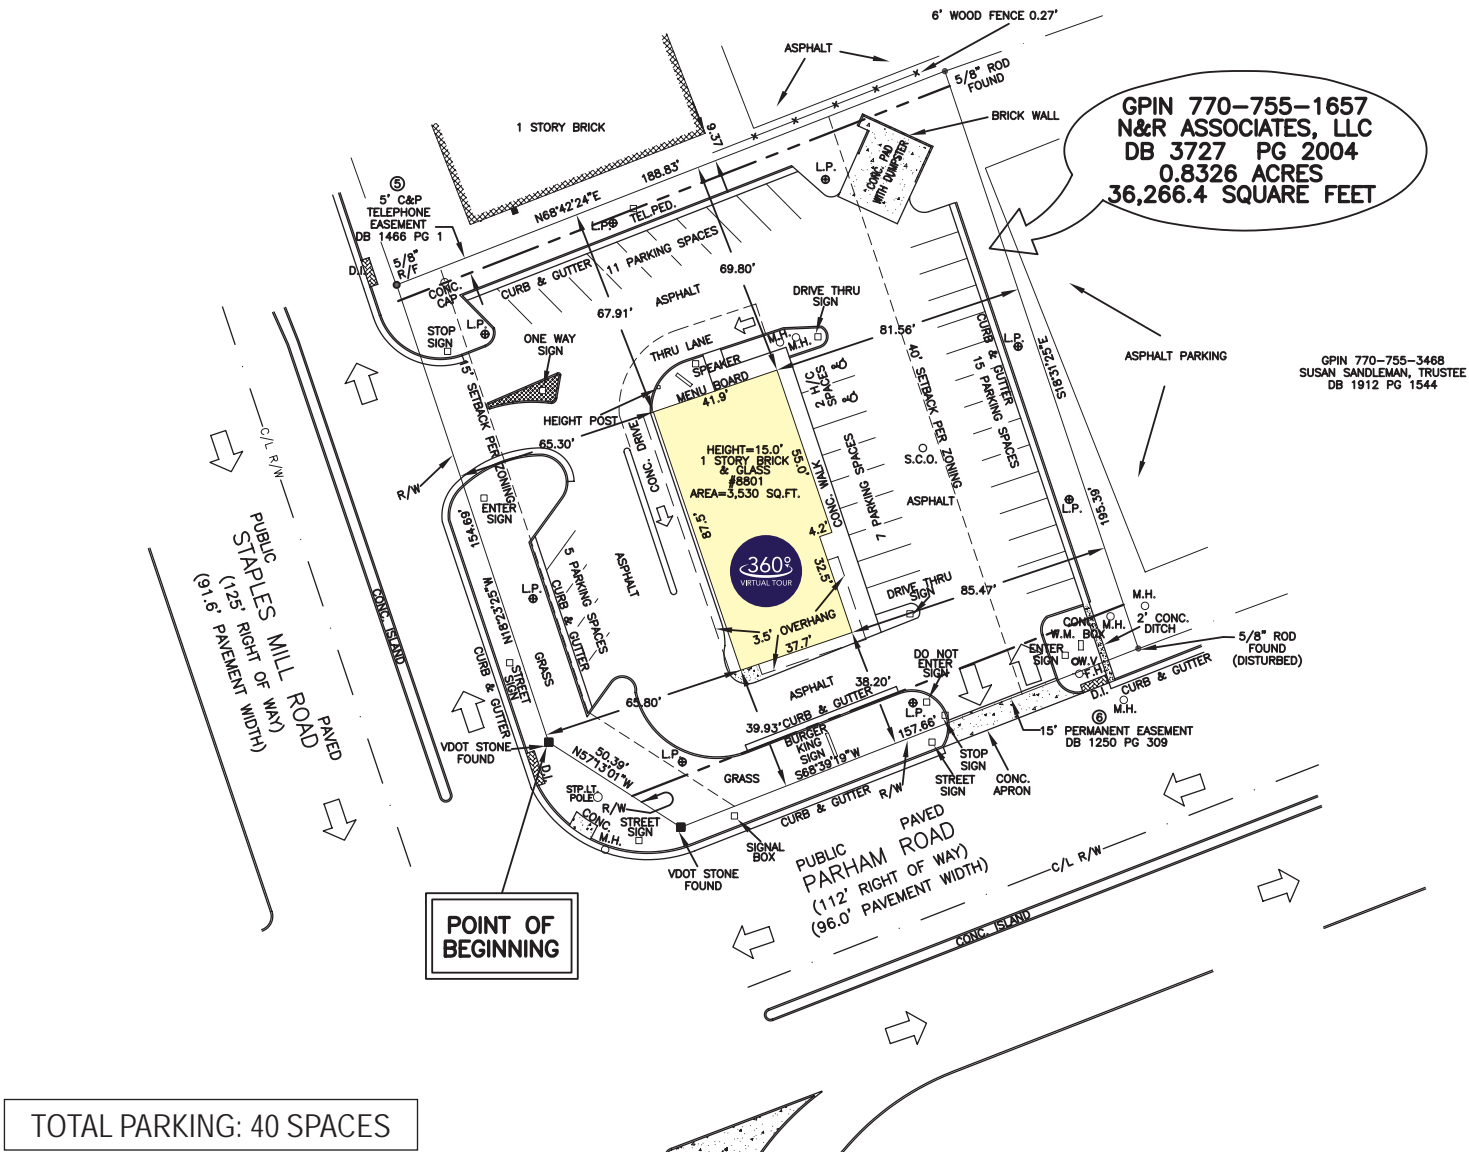 6' WOOD FENCE 0.27'
ASPHALT
5/8" ROD
FOUND
BRICK WALL
GPIN 770-755-1657
N&R ASSOCIATES, LLC
DB 3727 PG 2004
0.8326 ACRES
36,266.4 SQUARE FEET
1 STORY BRICK
9.37
188.83'
N68°42'24"E
L.P.
TEL.PED.
L.P.
CONC. PAD
WITH DUMPSTER
5
5' C&P
TELEPHONE
EASEMENT
DB 1466 PG 1
5/8"
R/F
D.I.
CONC.
CAP
CURB & GUTTER
11 PARKING SPACES
ASPHALT
69.80'
67.91'
STOP
SIGN
L.P.
ONE WAY
SIGN
THRU LANE
SPEAKER
MENU BOARD
41.9'
M.H.
M.H.
DRIVE THRU
SIGN
81.56'
2 H/C
SPACES
40' SETBACK PER ZONING
CURB & GUTTER
15 PARKING SPACES
L.P.
S18°31'25"E
195.39'
ASPHALT PARKING
GPIN 770-755-3468
SUSAN SANDLEMAN, TRUSTEE
DB 1912 PG 1544
15' SETBACK PER ZONING
HEIGHT POST
65.30'
CONC. DRIVE
HEIGHT=15.0'
1 STORY BRICK
& GLASS
#8801
AREA=3,530 SQ.FT.
55.0'
CONC. WALK
7 PARKING SPACES
S.C.O.
ASPHALT
L.P.
R/W
C/L R/W
ENTER
SIGN
154.69'
87.5'
4.2'
32.5'
360°
VIRTUAL TOUR
ASPHALT
5 PARKING SPACES
CURB & GUTTER
L.P.
N18°23'25"W
GRASS
STREET
SIGN
CURB & GUTTER
CONC. ISLAND
PUBLIC
STAPLES MILL ROAD
PAVED
(125' RIGHT OF WAY)
(91.6' PAVEMENT WIDTH)
3.5'
OVERHANG
37.7'
DRIVE THRU
SIGN
85.47'
M.H.
M.H.
2' CONC.
DITCH
CONC.
W.M. BOX
ENTER
SIGN
W.V.
F.H.
D.I.
CURB & GUTTER
M.H.
5/8" ROD
FOUND
(DISTURBED)
DO NOT
ENTER
SIGN
38.20'
ASPHALT
65.80'
39.93'
CURB & GUTTER
BURGER
KING
SIGN
L.P.
157.66'
S68°39'19"W
6
15' PERMANENT EASEMENT
DB 1250 PG 309
STOP
SIGN
STREET
SIGN
CONC.
APRON
R/W
VDOT STONE
FOUND
50.39'
N57°13'01"W
L.P.
GRASS
D.I.
STP.LT.
POLE
R/W
CONC.
M.H.
STREET
SIGN
CURB & GUTTER
SIGNAL
BOX
VDOT STONE
FOUND
PUBLIC
PAVED
PARHAM ROAD
(112' RIGHT OF WAY)
(96.0' PAVEMENT WIDTH)
C/L R/W
CONC. ISLAND
POINT OF
BEGINNING
TOTAL PARKING: 40 SPACES